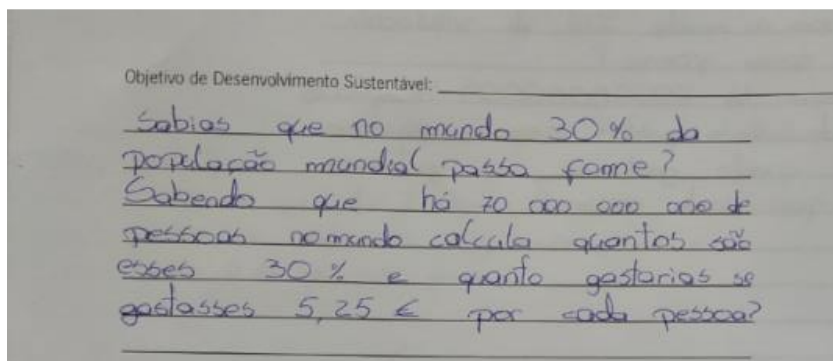 Objetivo de Desenvolvimento Sustentável:
Sabias que no mundo 30% da
população mundial passa fome?
Sabendo que há 70 000 000 000 de
pessoas no mundo calcula quantos são
esses 30 % e quanto gastarias se
gastasses 5,25 € por cada pessoa?